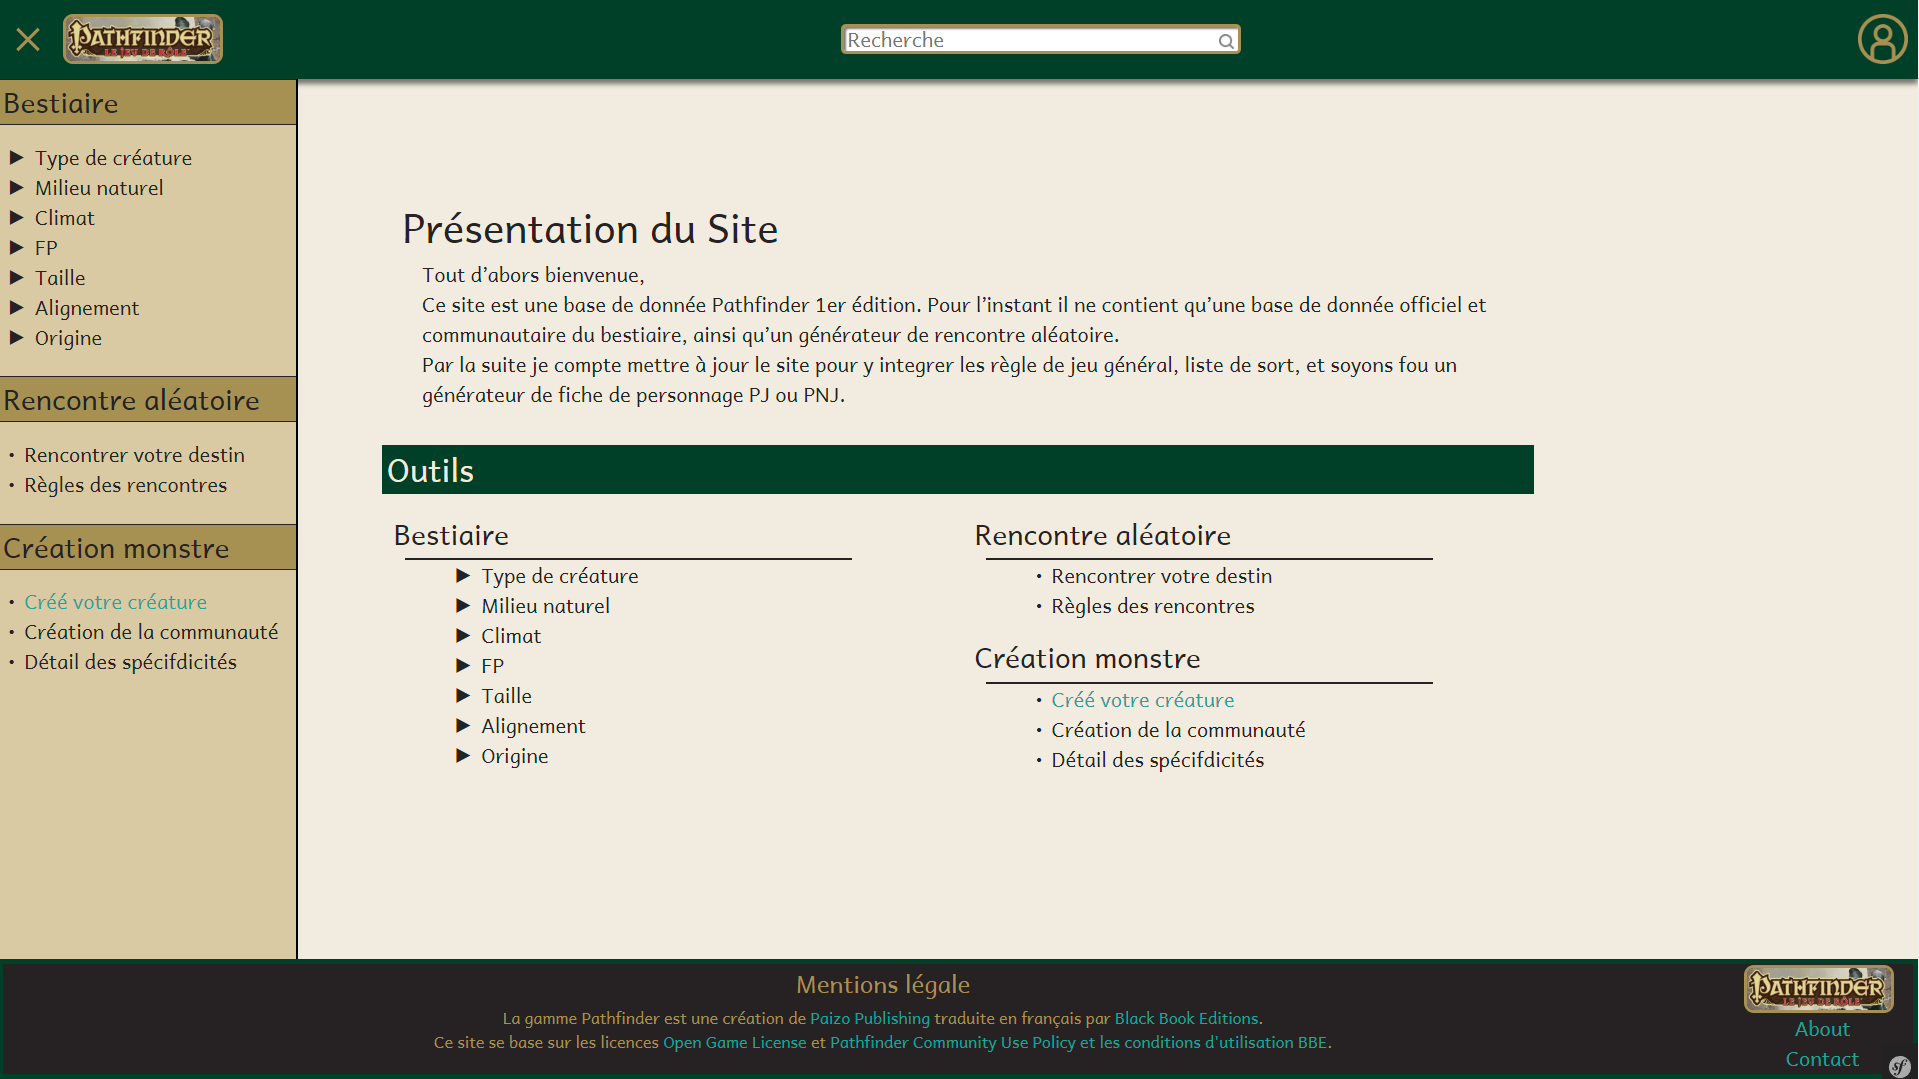 PATHFINDER
LE JEU DE RÔLE
Recherche
Bestiaire
Type de créature
Milieu naturel
Climat
FP
Taille
Alignement
Origine
Rencontre aléatoire
Rencontrer votre destin
Règles des rencontres
Création monstre
Créé votre créature
Création de la communauté
Détail des spécifdicités
Présentation du Site
Tout d’abors bienvenue,
Ce site est une base de donnée Pathfinder 1er édition. Pour l’instant il ne contient qu’une base de donnée officiel et
communautaire du bestiaire, ainsi qu’un générateur de rencontre aléatoire.
Par la suite je compte mettre à jour le site pour y integrer les règle de jeu général, liste de sort, et soyons fou un
générateur de fiche de personnage PJ ou PNJ.
Outils
Bestiaire
Type de créature
Milieu naturel
Climat
FP
Taille
Alignement
Origine
Rencontre aléatoire
Rencontrer votre destin
Règles des rencontres
Création monstre
Créé votre créature
Création de la communauté
Détail des spécifdicités
Mentions légale
La gamme Pathfinder est une création de Paizo Publishing traduite en français par Black Book Editions.
Ce site se base sur les licences Open Game License et Pathfinder Community Use Policy et les conditions d'utilisation BBE.
PATHFINDER
LE JEU DE RÔLE
About
Contact
sf